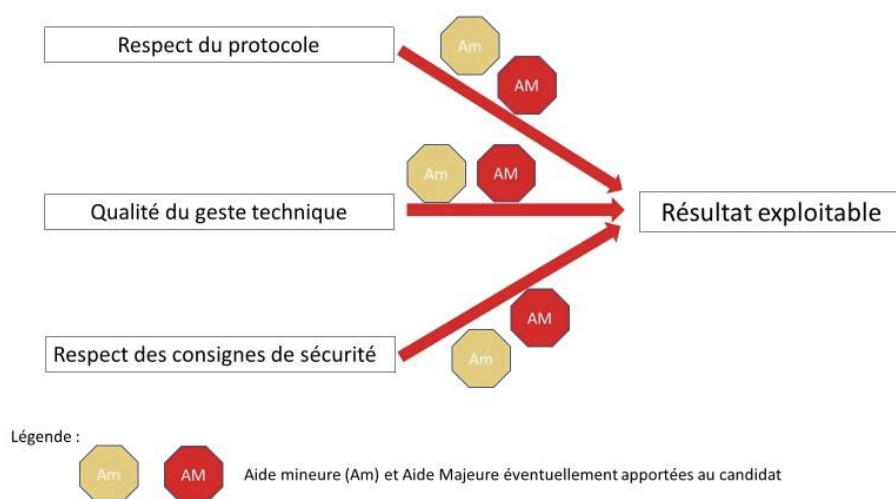 Respect du protocole
Am
AM
Am
AM
Qualité du geste technique
Résultat exploitable
AM
Respect des consignes de sécurité
Am
Légende :
Am
AM
Aide mineure (Am) et Aide Majeure éventuellement apportées au candidat